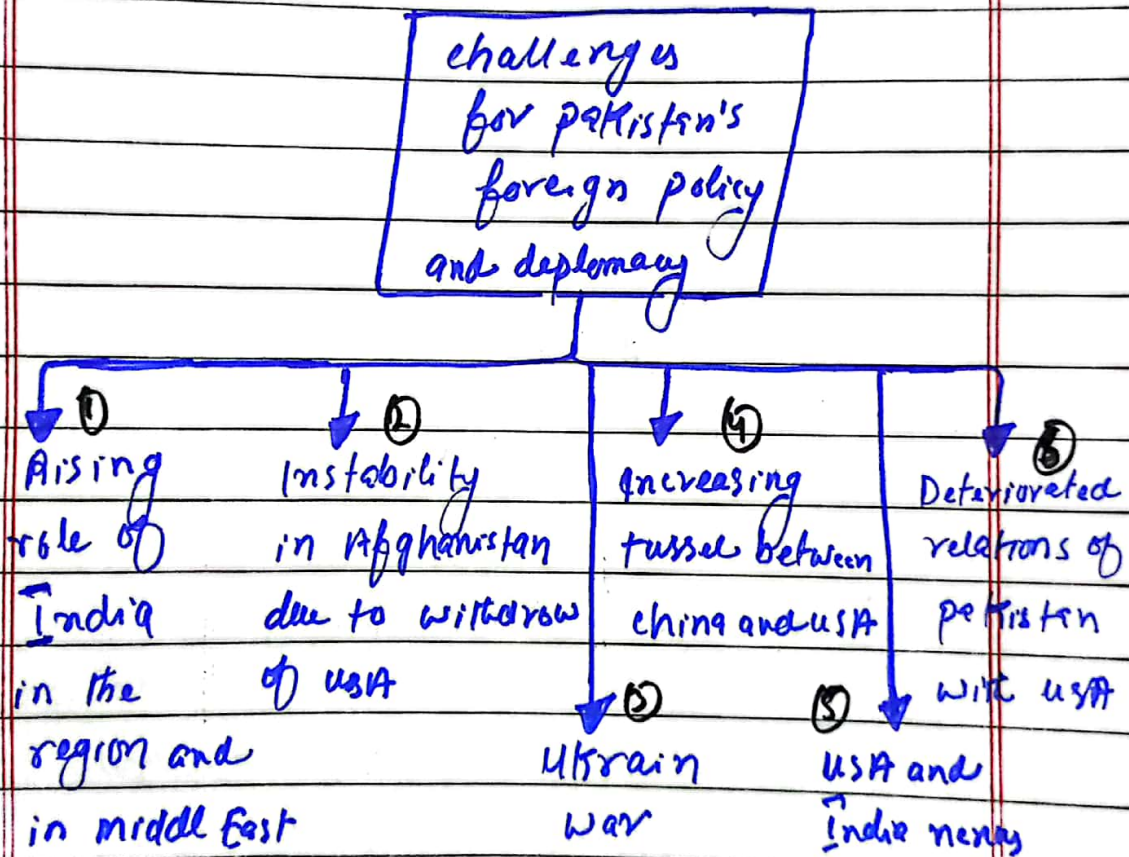 challenges
for pakistan's
foreign policy
and deplomacy
①
Rising
role of
India
in the
region and
in middl East
②
Instability
in Afghanistan
due to withdrow
of USA
③
Ukrain
war
④
increasing
tussel between
china and USA
⑤
USA and
India nexus
⑥
Deteriorated
relations of
pakistan
with USA